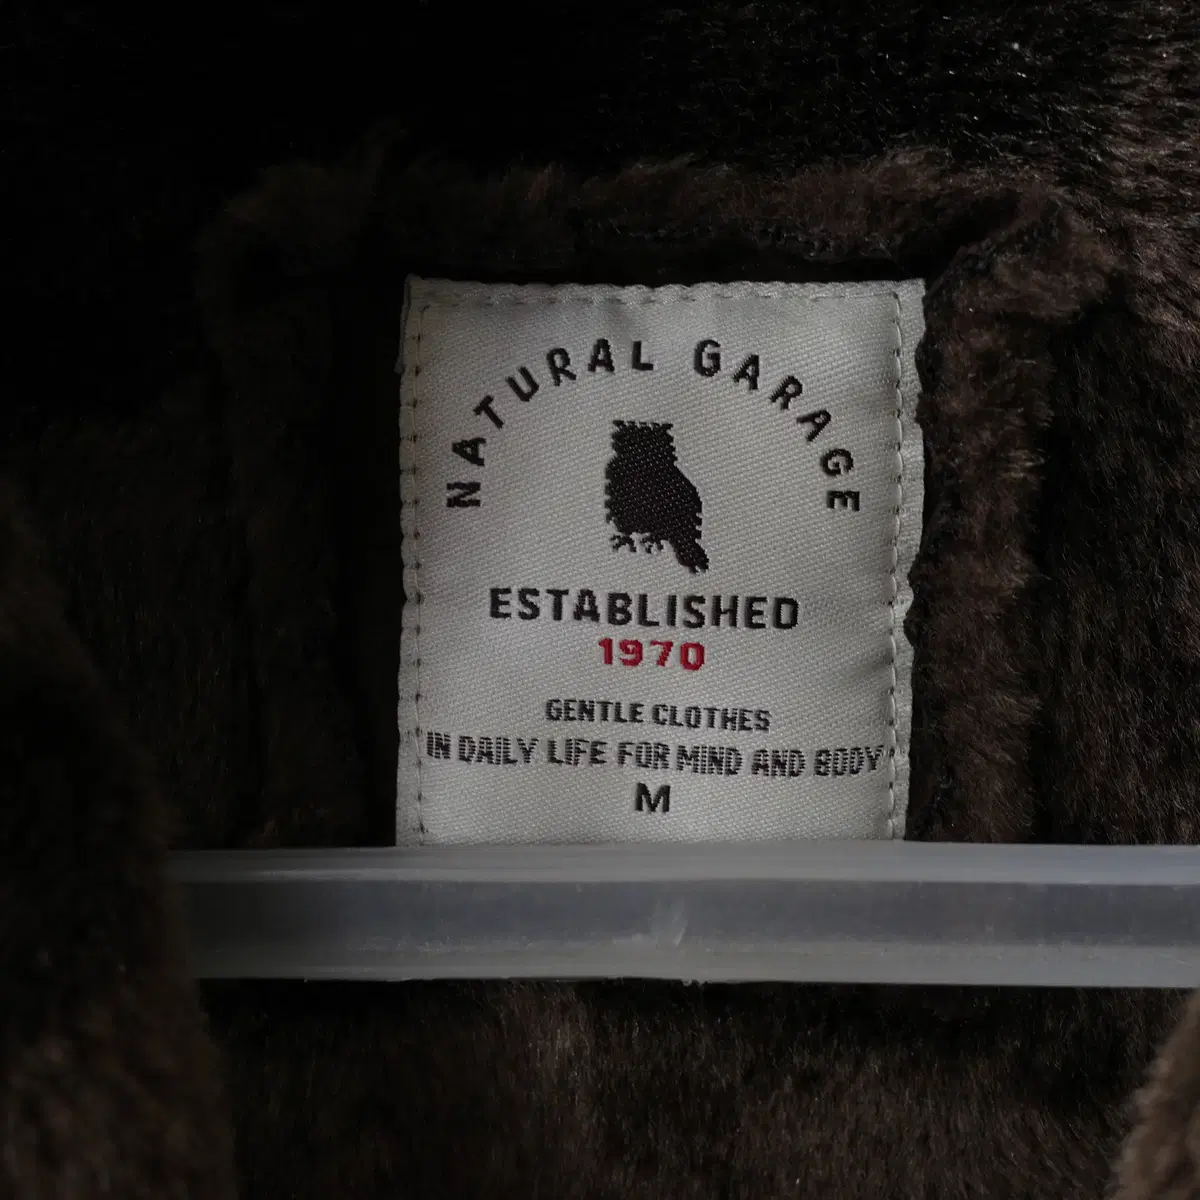 NATURAL GARAGE
ESTABLISHED
1970
GENTLE CLOTHES
IN DAILY LIFE FOR MIND AND BODY
M